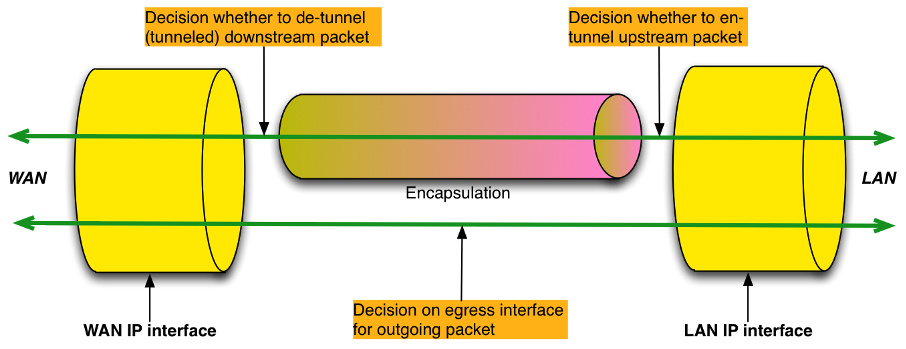 Decision whether to de-tunnel
(tunneled) downstream packet
Decision whether to en-
tunnel upstream packet
WAN
LAN
Encapsulation
Decision on egress interface
for outgoing packet
WAN IP interface
LAN IP interface